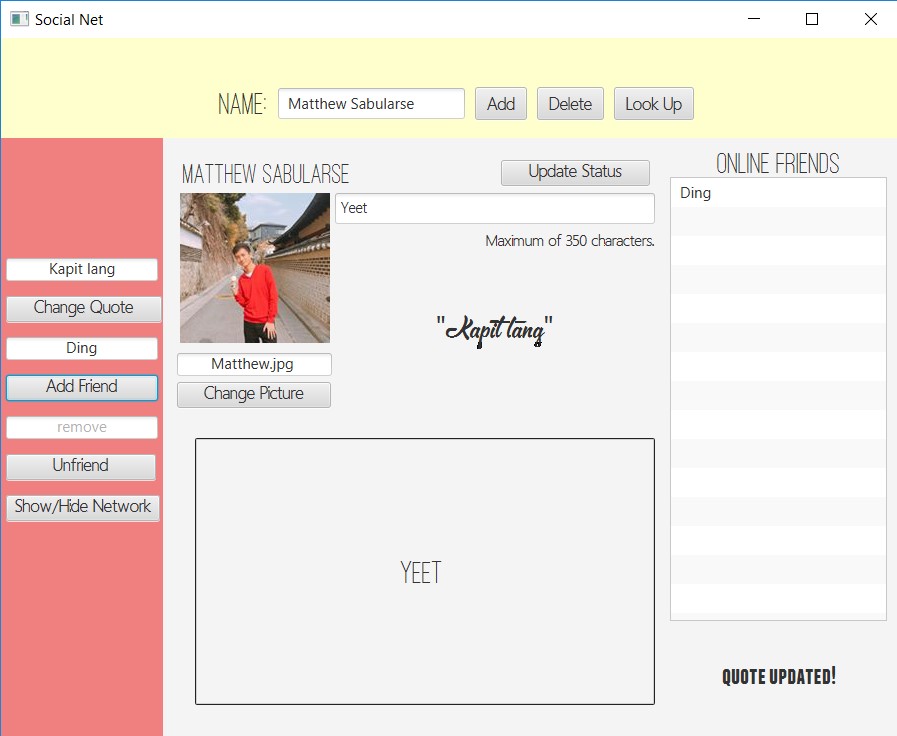 Social Net
NAME: Matthew Sabularse Add Delete Look Up
Kapit lang
Change Quote
Ding
Add Friend
remove
Unfriend
Show/Hide Network
MATTHEW SABULARSE
Update Status
Yeet
Maximum of 350 characters.
"Kapit lang"
Matthew.jpg
Change Picture
YEET
ONLINE FRIENDS
Ding
QUOTE UPDATED!